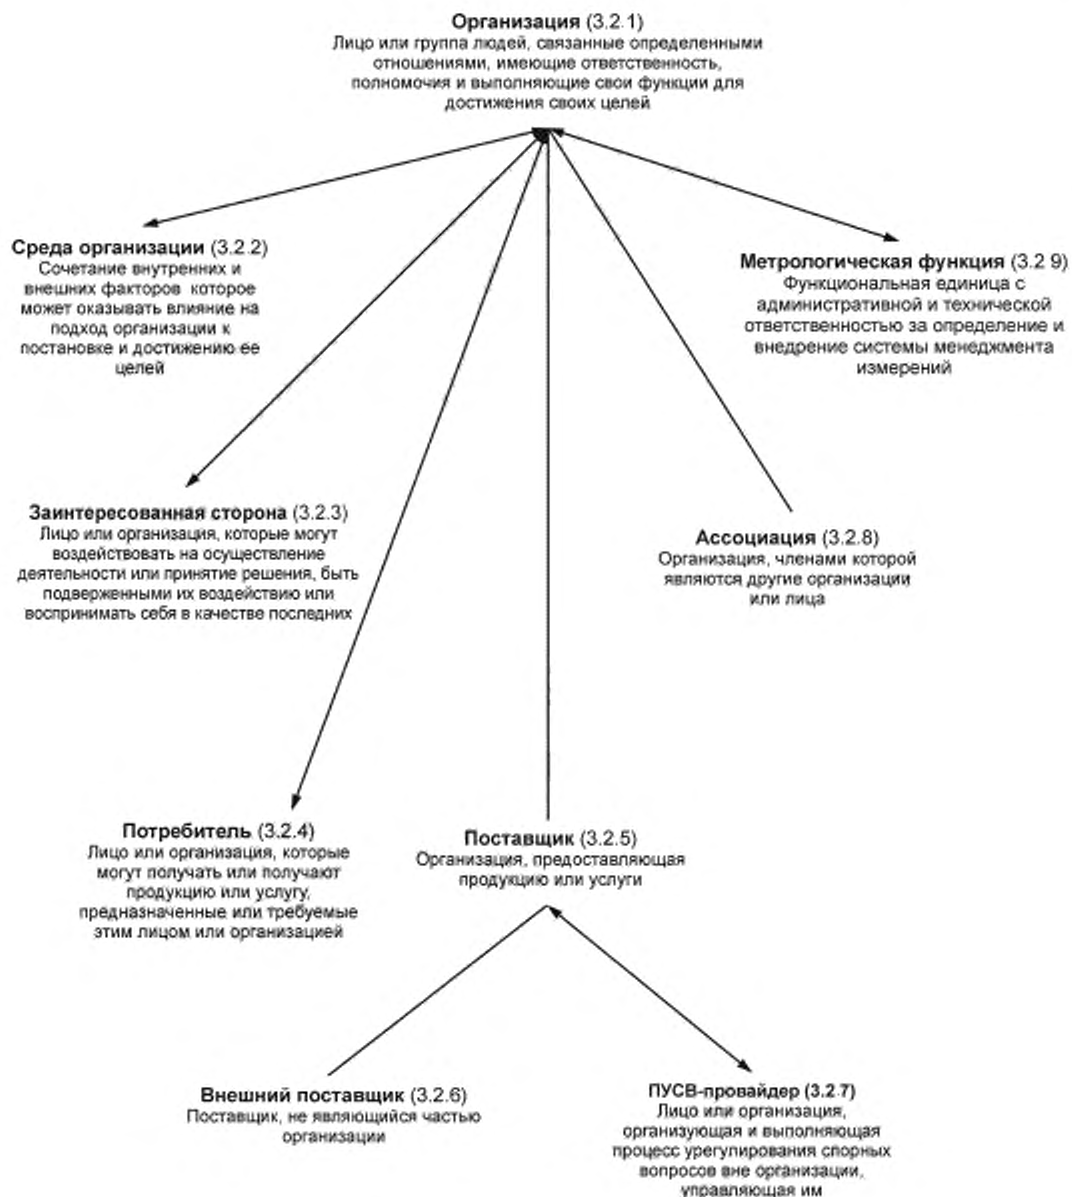 Организация (3.2.1)
Лицо или группа людей, связанные определенными
отношениями, имеющие ответственность,
полномочия и выполняющие свои функции для
достижения своих целей
Среда организации (3.2.2)
Сочетание внутренних и
внешних факторов которое
может оказывать влияние на
подход организации к
постановке и достижению ее
целей
Метрологическая функция (3.2 9)
Функциональная единица с
административной и технической
ответственностью за определение и
внедрение системы менеджмента
измерений
Заинтересованная сторона (3.2.3)
Лицо или организация, которые могут
воздействовать на осуществление
деятельности или принятие решения, быть
подверженными их воздействию или
воспринимать себя в качестве последних
Ассоциация (3.2.8)
Организация, членами которой
являются другие организации
или лица
Потребитель (3.2.4)
Лицо или организация, которые
могут получать или получают
продукцию или услугу,
предназначенные или требуемые
этим лицом или организацией
Поставщик (3.2.5)
Организация, предоставляющая
продукцию или услуги
Внешний поставщик (3.2.6)
Поставщик, не являющийся частью
организации
ПУСВ-провайдер (3.2.7)
Лицо или организация,
организующая и выполняющая
процесс урегулирования спорных
вопросов вне организации,
управляющая им